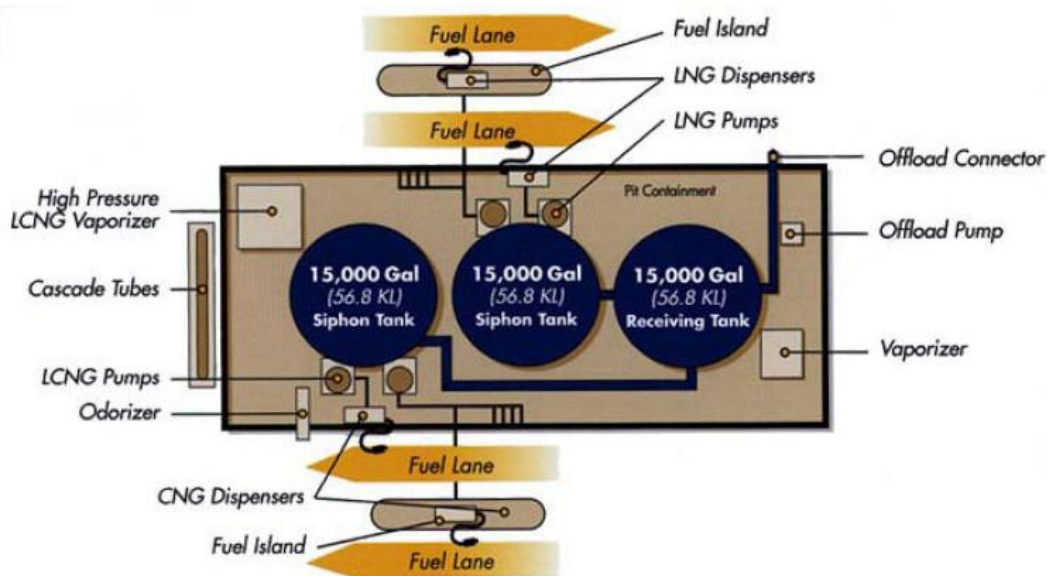 Fuel Lane
Fuel Island
LNG Dispensers
Fuel Lane
LNG Pumps
Offload Connector
High Pressure
LCNG Vaporizer
Pit Containment
Offload Pump
Cascade Tubes
15,000 Gal
(56.8 KL)
Siphon Tank
15,000 Gal
(56.8 KL)
Siphon Tank
15,000 Gal
(56.8 KL)
Receiving Tank
Vaporizer
LCNG Pumps
Odorizer
Fuel Lane
CNG Dispensers
Fuel Island
Fuel Lane